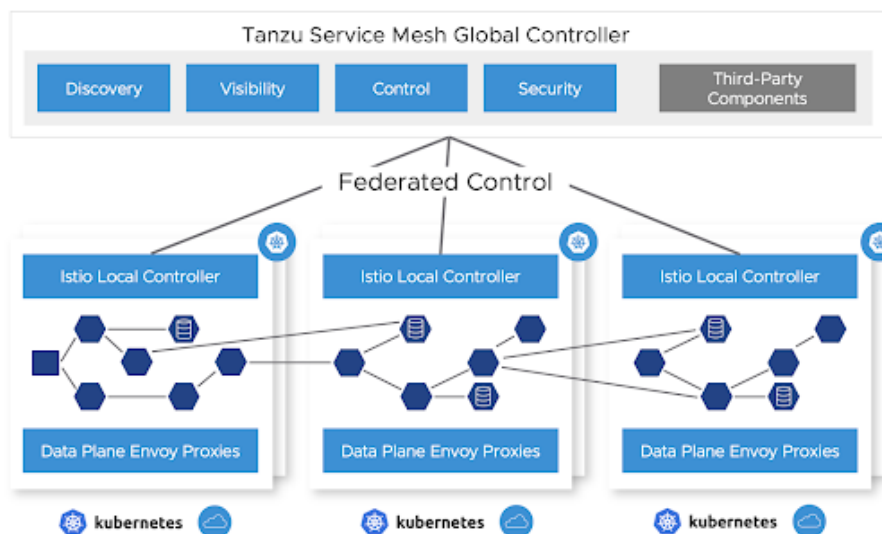 Tanzu Service Mesh Global Controller
Discovery
Visibility
Control
Security
Third-Party
Components
Federated Control
Istio Local Controller
Istio Local Controller
Istio Local Controller
Data Plane Envoy Proxies
Data Plane Envoy Proxies
Data Plane Envoy Proxies
kubernetes
kubernetes
kubernetes